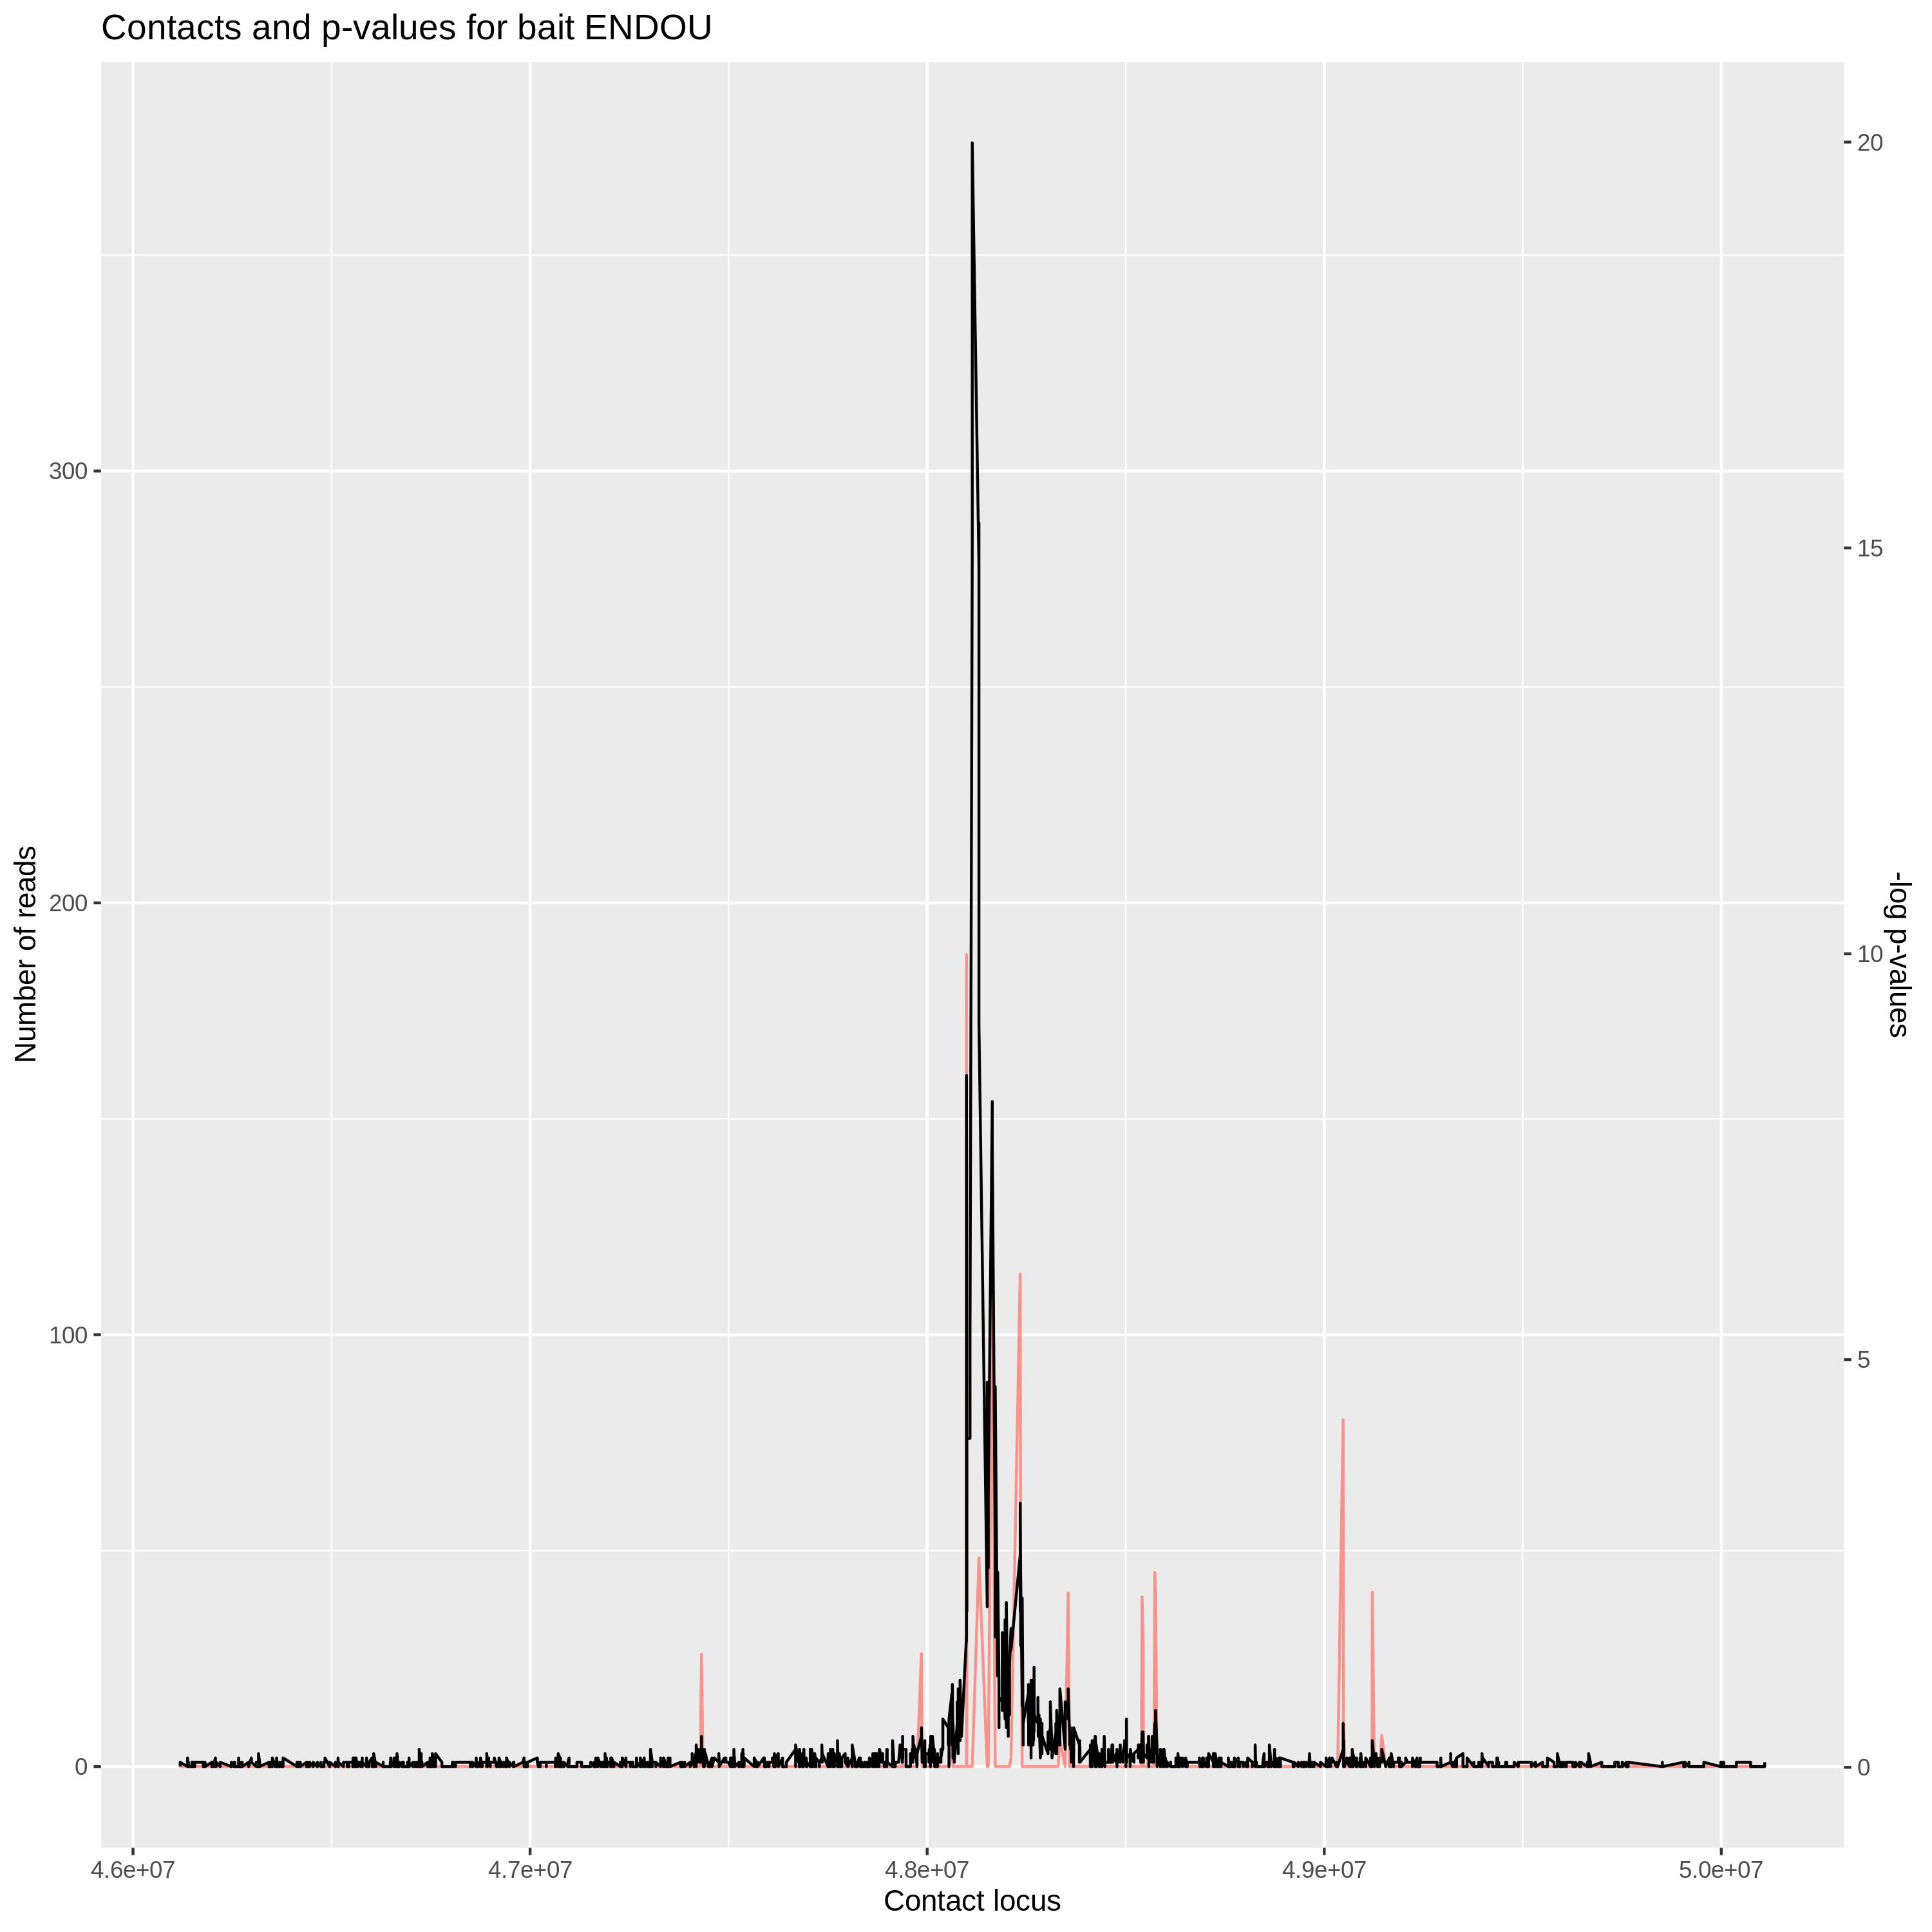 Contacts and p-values for bait ENDOU
Number of reads
300
200
100
0
20
15
10
5
0
-log p-values
4.6e+07
4.7e+07
4.8e+07
4.9e+07
5.0e+07
Contact locus